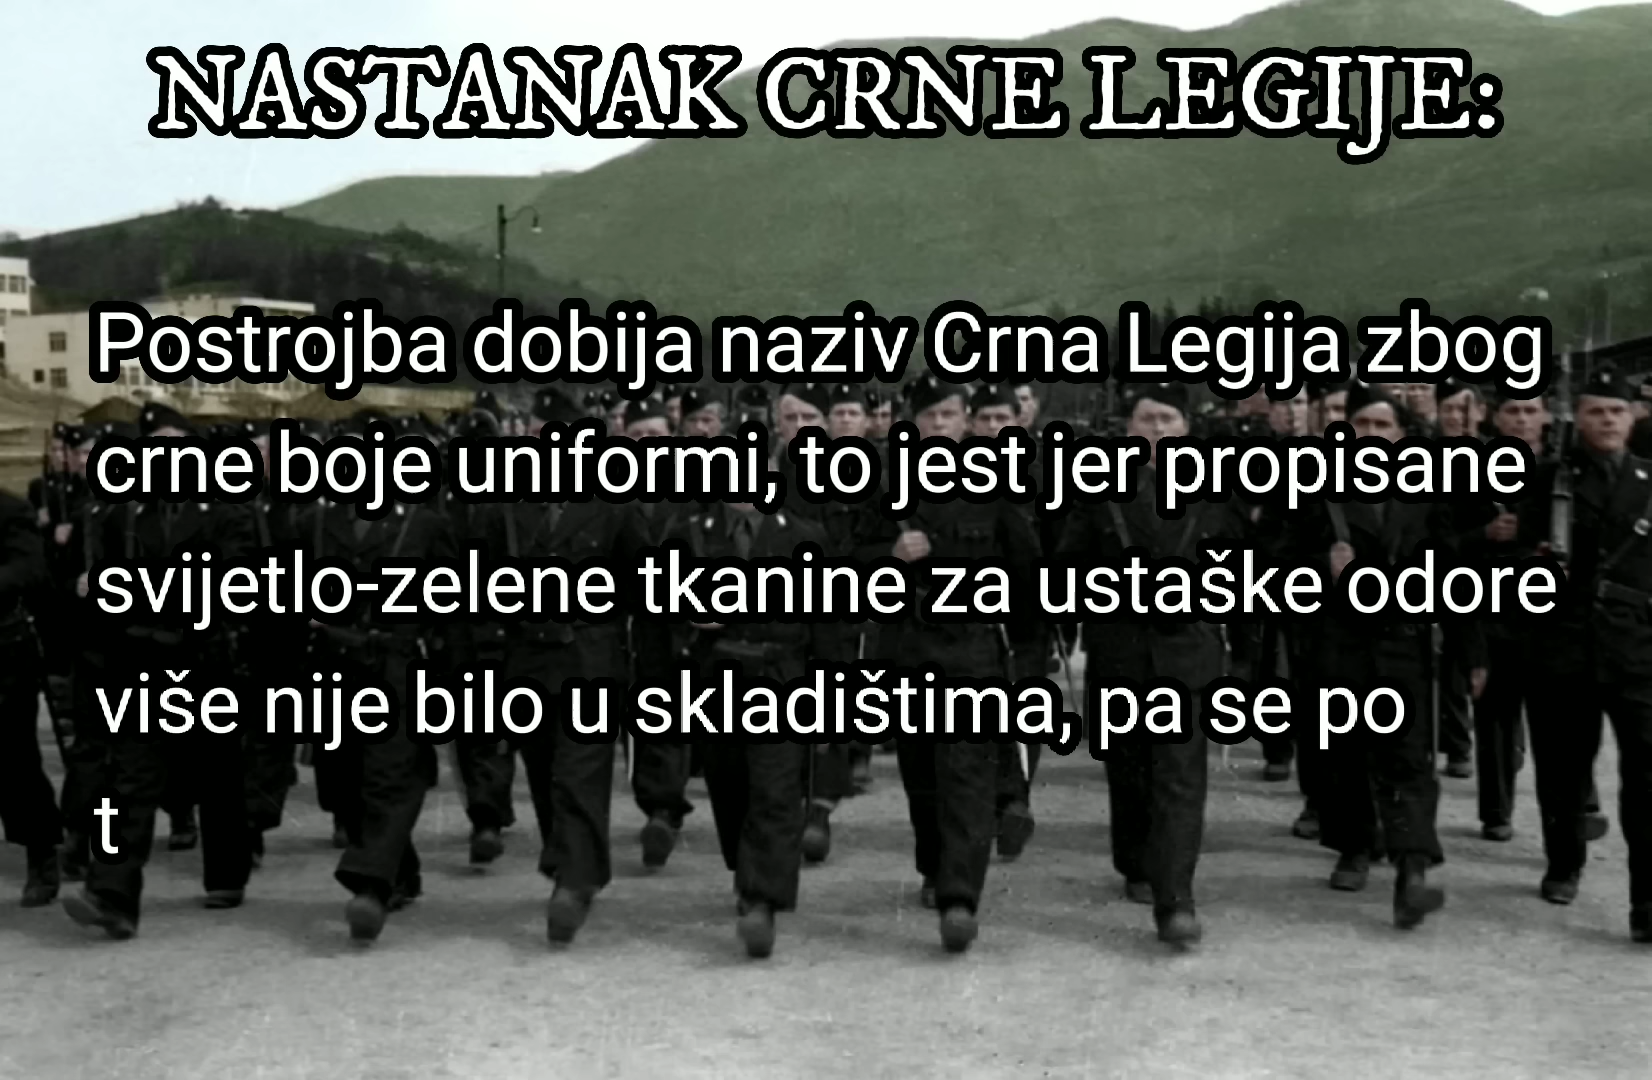 NASTANAK CRNE LEGIJE:
Postrojba dobija naziv Crna Legija zbog
crne boje uniformi, to jest jer propisane
svijetlo-zelene tkanine za ustaške odore
više nije bilo u skladištima, pa se po
t